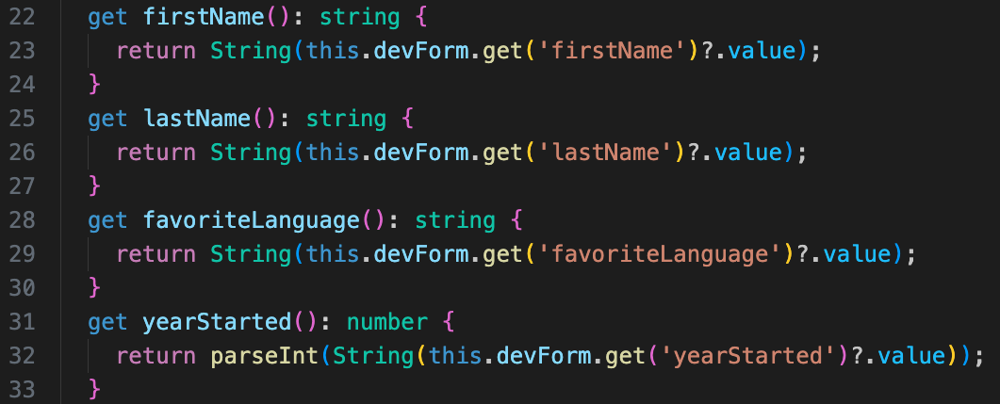 22 get firstName(): string {
23 return String(this.devForm.get('firstName')?.value);
24 }
25 get lastName(): string {
26 return String(this.devForm.get('lastName')?.value);
27 }
28 get favoriteLanguage(): string {
29 return String(this.devForm.get('favoriteLanguage')?.value);
30 }
31 get yearStarted(): number {
32 return parseInt(String(this.devForm.get('yearStarted')?.value));
33 }